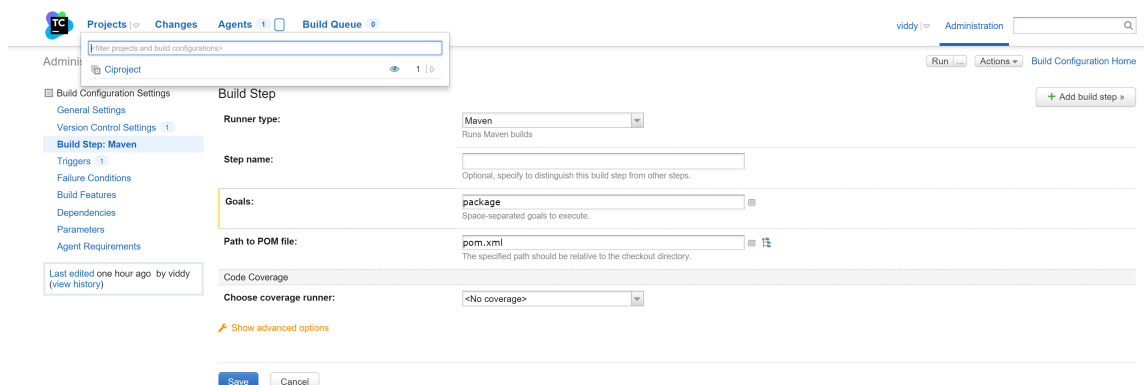 TC Projects Changes Agents 1 Build Queue 0 viddy Administration
<filter projects and build configurations>
Adminis Run ... Actions Build Configuration Home
Ciproject 1
Build Configuration Settings Build Step + Add build step »
General Settings Runner type: Maven
Version Control Settings 1 Runs Maven builds
Build Step: Maven
Triggers 1 Step name:
Failure Conditions Optional, specify to distinguish this build step from other steps.
Build Features Goals: package
Dependencies Space-separated goals to execute.
Parameters
Agent Requirements Path to POM file: pom.xml
The specified path should be relative to the checkout directory.
Last edited one hour ago by viddy Code Coverage
(view history)
Choose coverage runner: <No coverage>
Show advanced options
Save Cancel